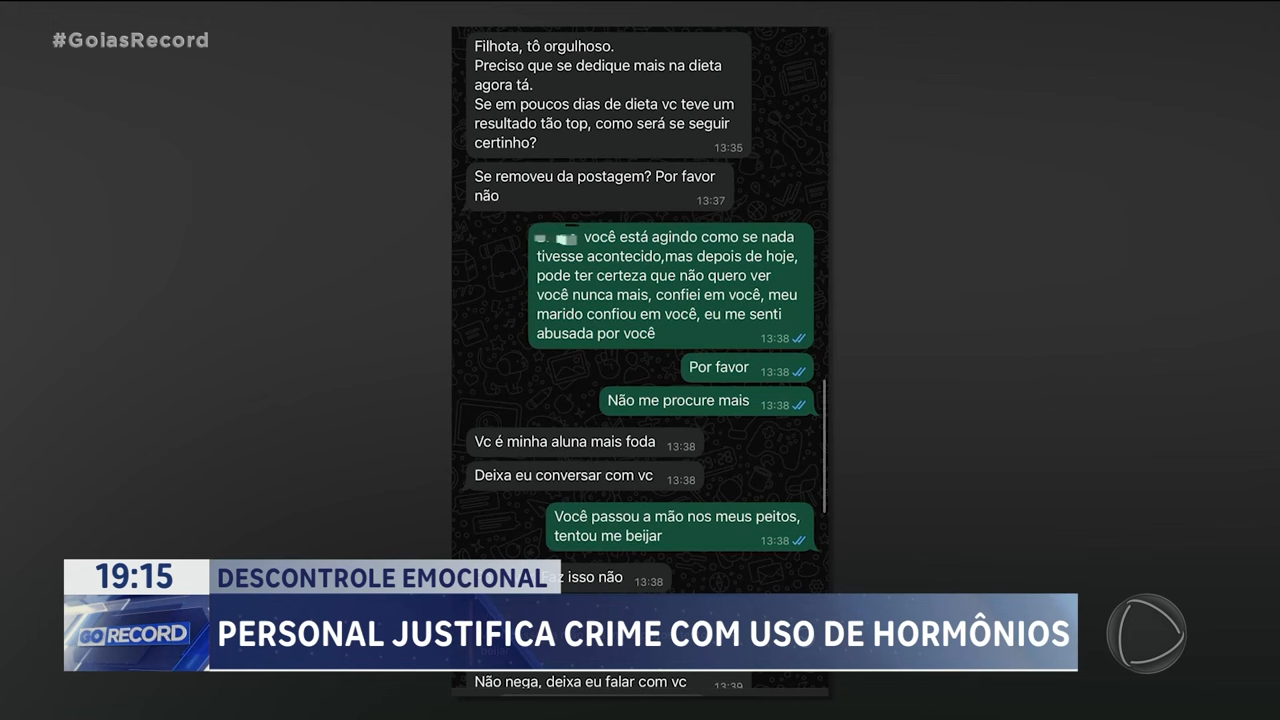 #GoiasRecord
Filhota, tô orgulhoso.
Preciso que se dedique mais na dieta
agora tá.
Se em poucos dias de dieta vc teve um
resultado tão top, como será se seguir
certinho?
13:35
Se removeu da postagem? Por favor
não
13:37
você está agindo como se nada
tivesse acontecido,mas depois de hoje,
pode ter certeza que não quero ver
você nunca mais, confiei em você, meu
marido confiou em você, eu me senti
abusada por você
13:38
Por favor 13:38
Não me procure mais 13:38
Vc é minha aluna mais foda 13:38
Deixa eu conversar com vc 13:38
Você passou a mão nos meus peitos,
tentou me beijar
13:38
isso não 13:38
19:15 DESCONTROLE EMOCIONAL
GO RECORD PERSONAL JUSTIFICA CRIME COM USO DE HORMÔNIOS
Não nega, deixa eu falar com vc 13:39